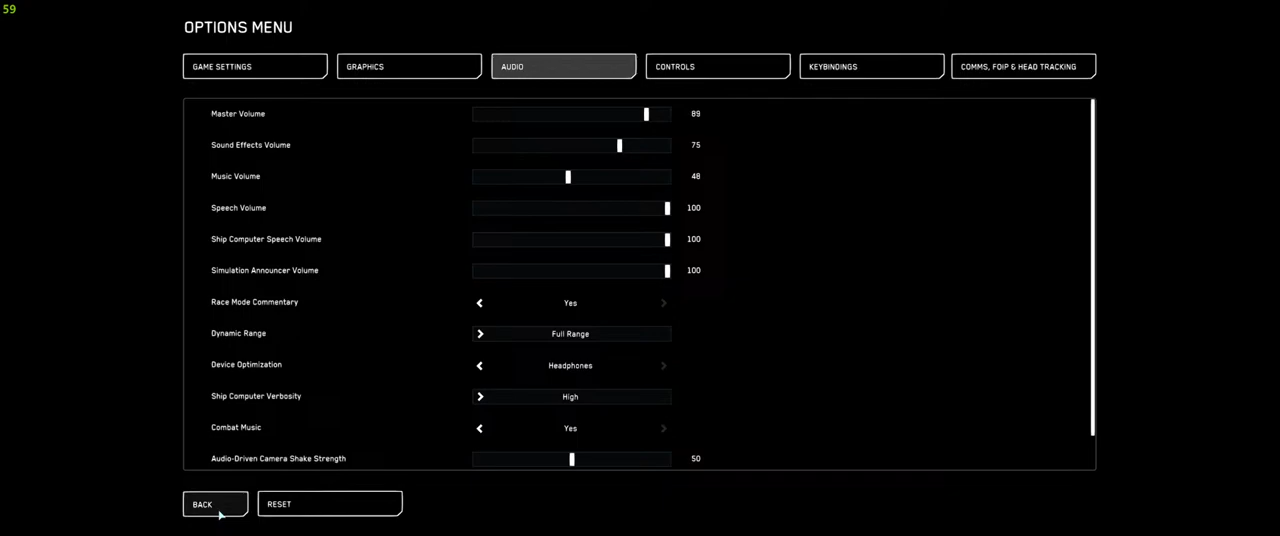 59
OPTIONS MENU
GAME SETTINGS GRAPHICS AUDIO CONTROLS KEYBINDINGS COMMS, FOIP & HEAD TRACKING
Master Volume 89
Sound Effects Volume 75
Music Volume 48
Speech Volume 100
Ship Computer Speech Volume 100
Simulation Announcer Volume 100
Race Mode Commentary Yes
Dynamic Range Full Range
Device Optimization Headphones
Ship Computer Verbosity High
Combat Music Yes
Audio-Driven Camera Shake Strength 50
BACK RESET